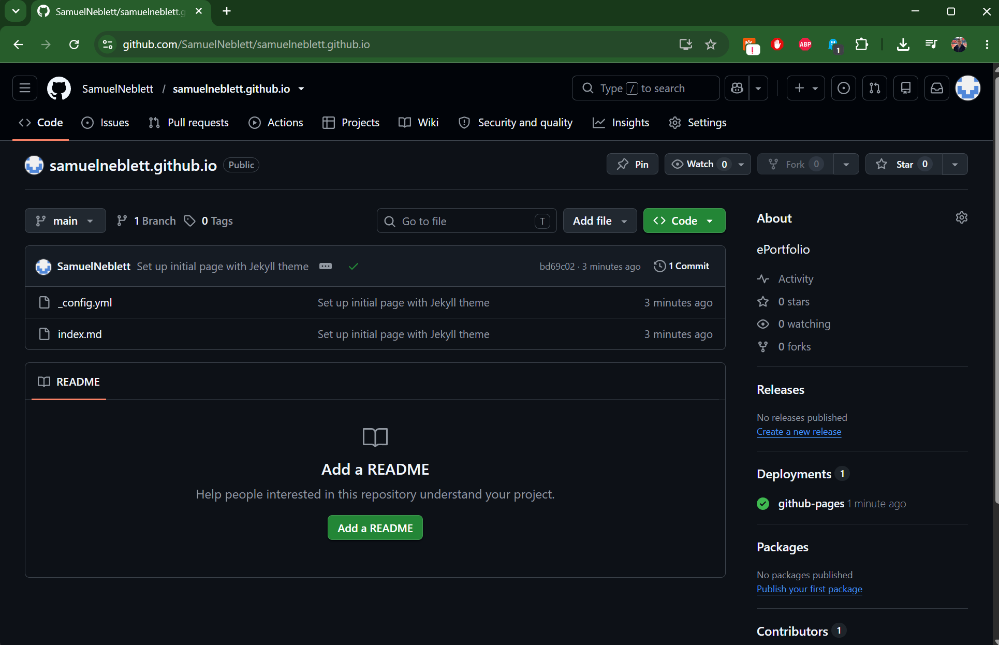 SamuelNeblett/samuelneblett.g
github.com/SamuelNeblett/samuelneblett.github.io
!
ABP
1
SamuelNeblett / samuelneblett.github.io
Type / to search
Code
Issues
Pull requests
Actions
Projects
Wiki
Security and quality
Insights
Settings
samuelneblett.github.io Public
Pin
Watch 0
Fork 0
Star 0
main
1 Branch
0 Tags
Go to file
T
Add file
Code
SamuelNeblett Set up initial page with Jekyll theme
bd69c02 · 3 minutes ago
1 Commit
_config.yml
Set up initial page with Jekyll theme
3 minutes ago
index.md
Set up initial page with Jekyll theme
3 minutes ago
README
Add a README
Help people interested in this repository understand your project.
Add a README
About
ePortfolio
Activity
0 stars
0 watching
0 forks
Releases
No releases published
Create a new release
Deployments 1
github-pages 1 minute ago
Packages
No packages published
Publish your first package
Contributors 1